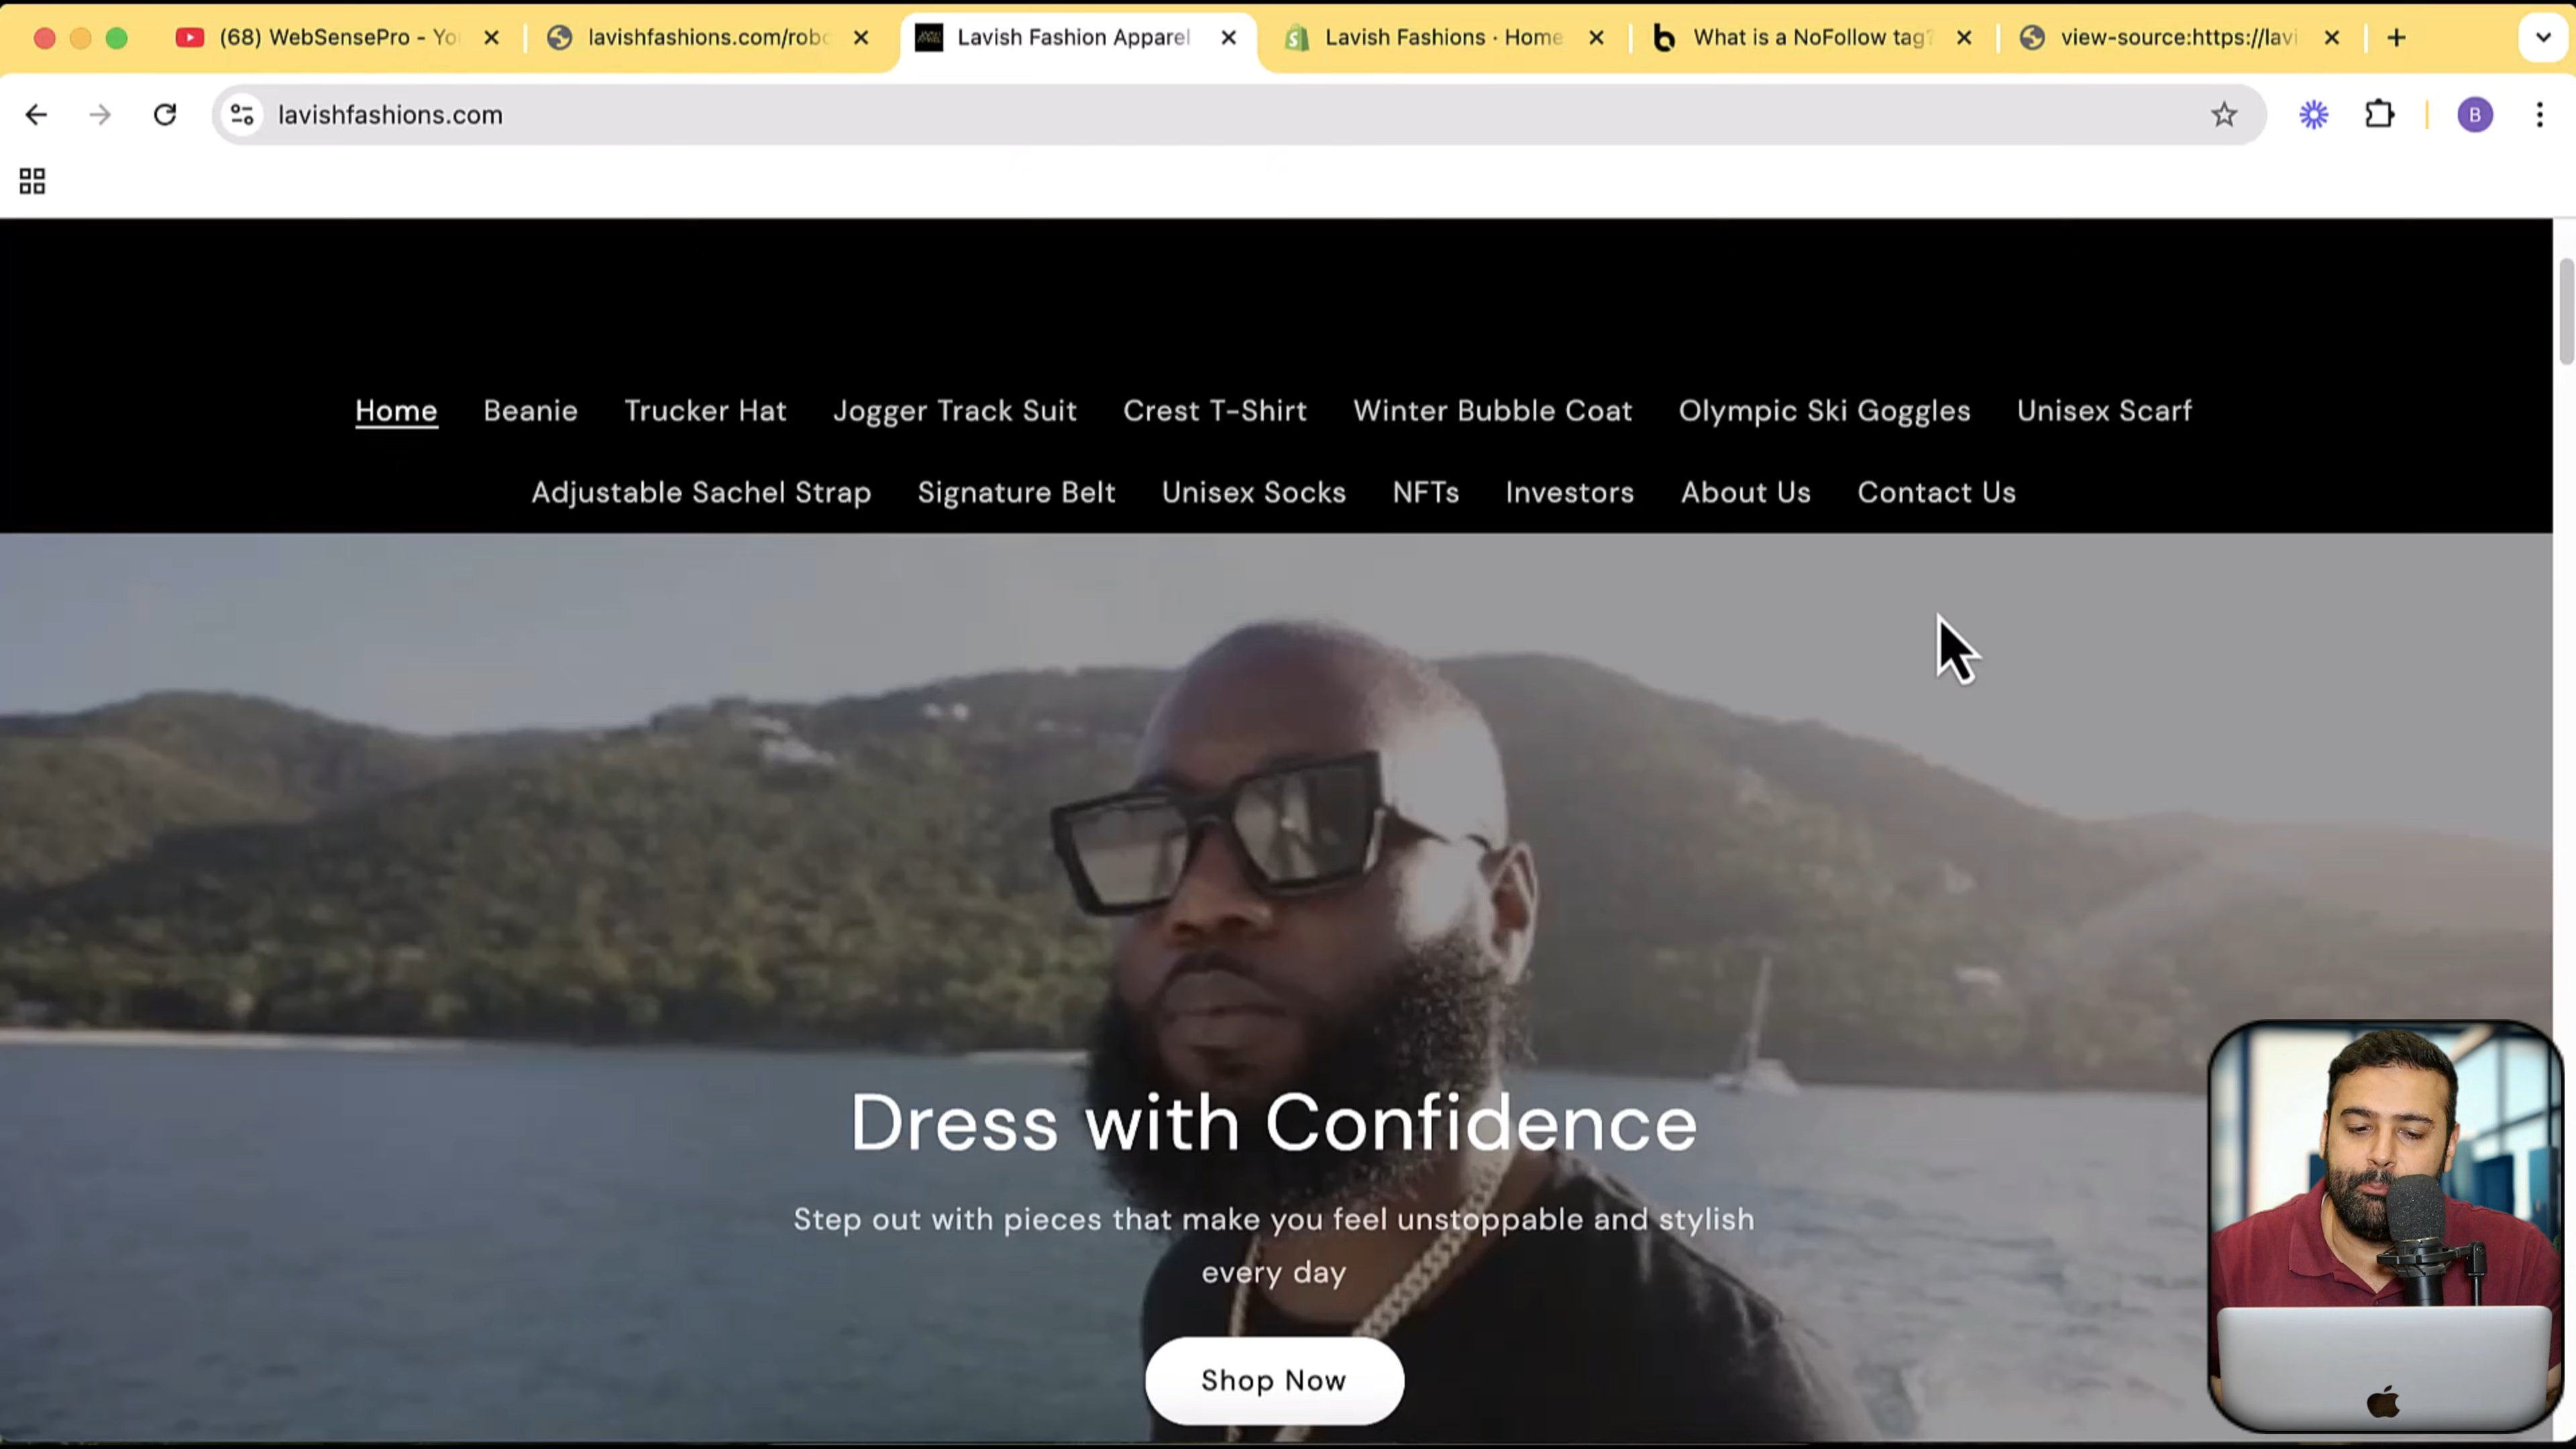 (68) WebSensePro - Yo
lavishfashions.com/robo
Lavish Fashion Apparel
Lavish Fashions · Home
What is a NoFollow tag?
view-source:https://lavi
lavishfashions.com
B
Home Beanie Trucker Hat Jogger Track Suit Crest T-Shirt Winter Bubble Coat Olympic Ski Goggles Unisex Scarf
Adjustable Sachel Strap Signature Belt Unisex Socks NFTs Investors About Us Contact Us
Dress with Confidence
Step out with pieces that make you feel unstoppable and stylish
every day
Shop Now